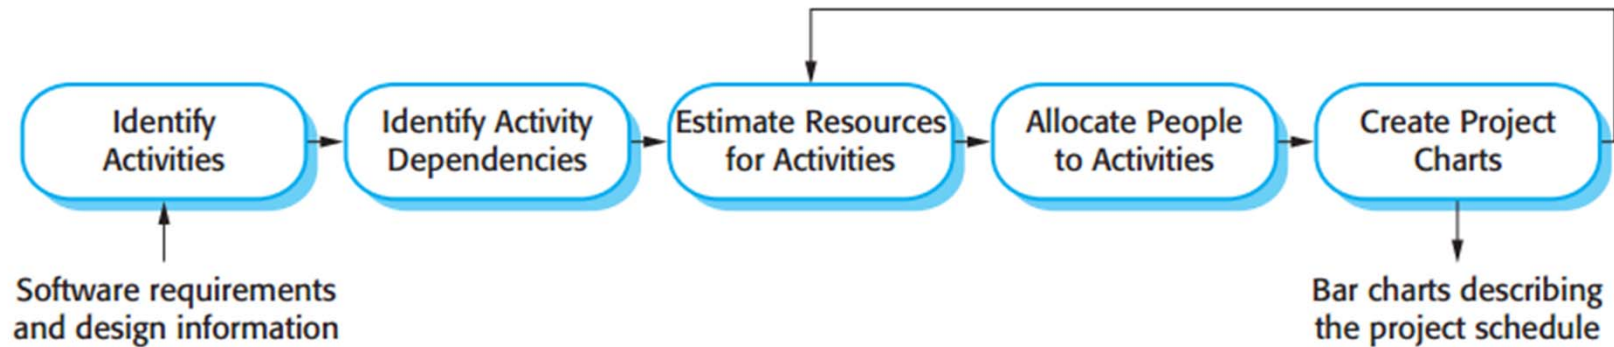 Identify
Activities
Identify Activity
Dependencies
Estimate Resources
for Activities
Allocate People
to Activities
Create Project
Charts
Software requirements
and design information
Bar charts describing
the project schedule